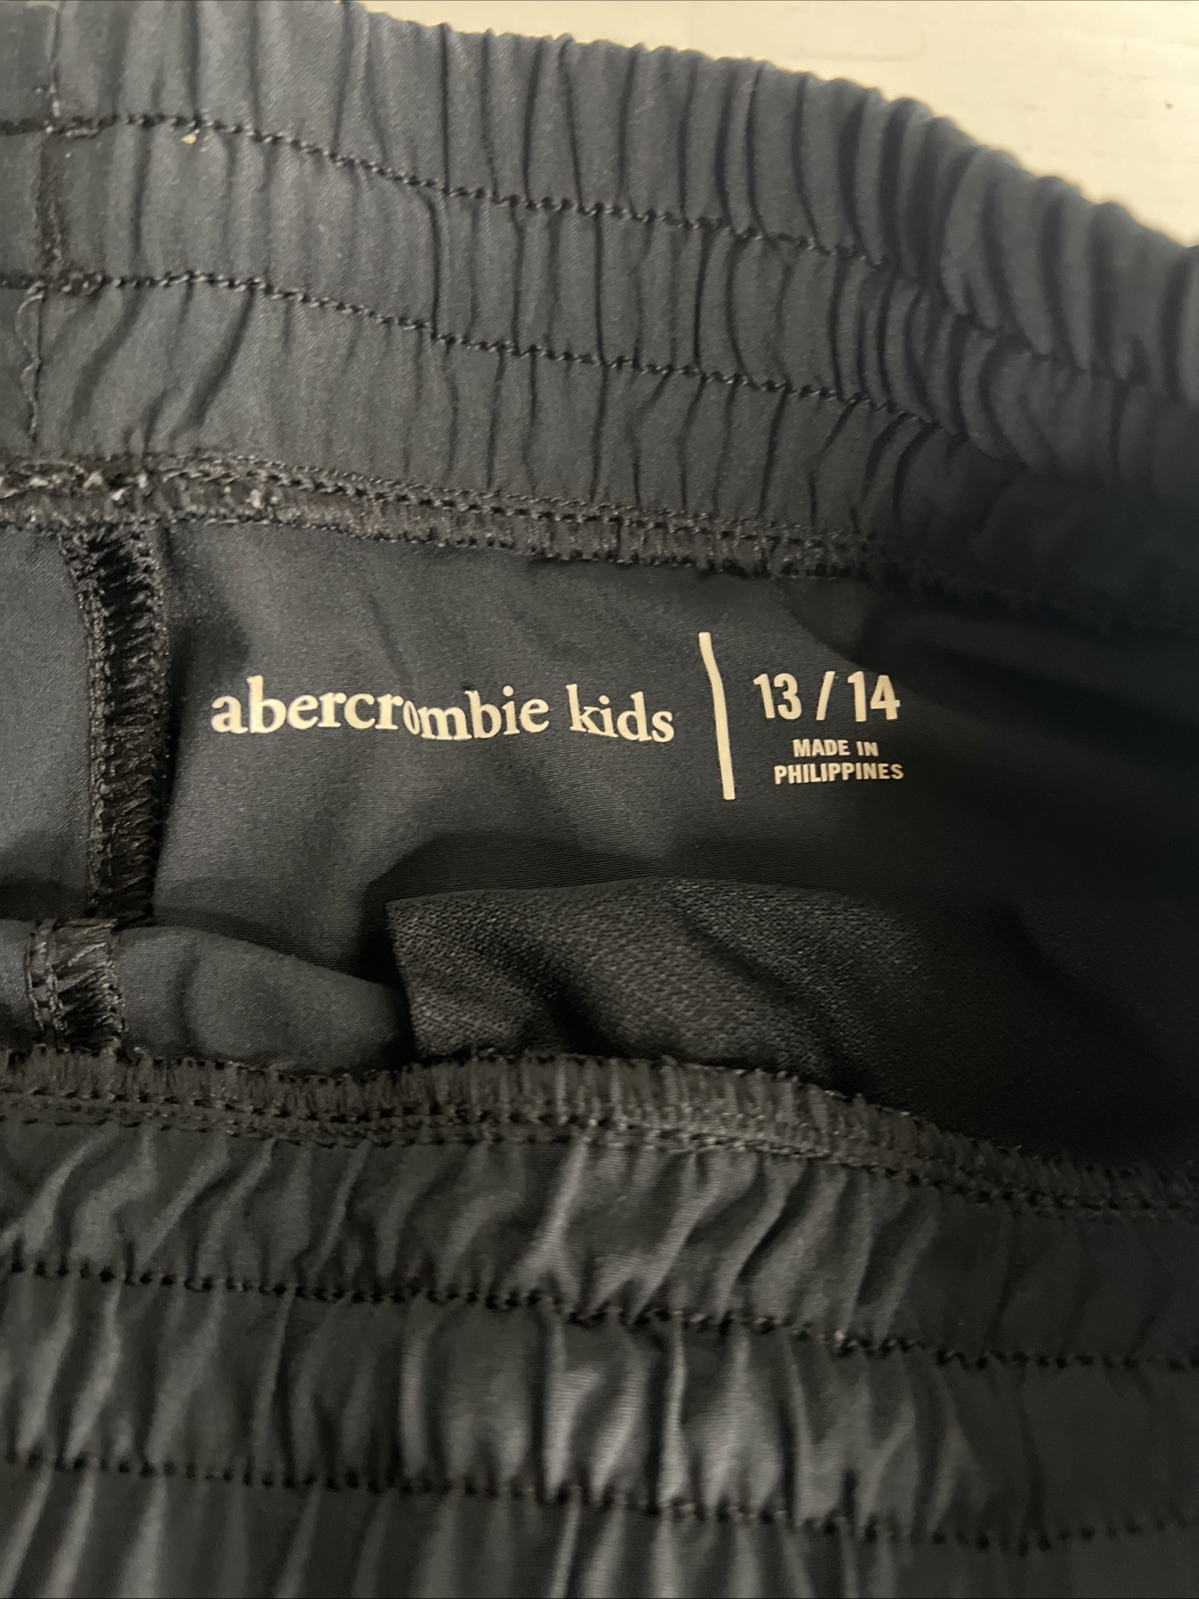 abercrombie kids | 13 / 14
MADE IN
PHILIPPINES